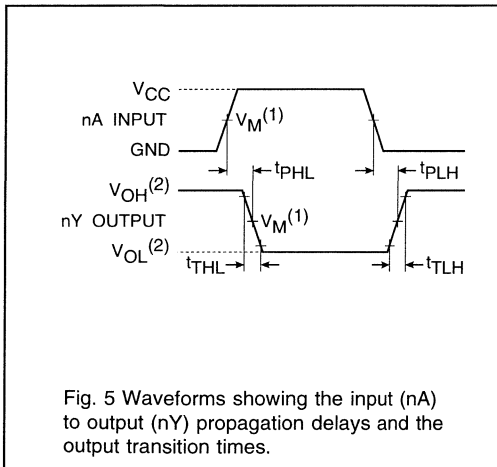 VCC
nA INPUT
VM(1)
GND
tPHL
tPLH
VOH(2)
nY OUTPUT
VM(1)
VOL(2)
tTHL
tTLH
Fig. 5 Waveforms showing the input (nA)
to output (nY) propagation delays and the
output transition times.